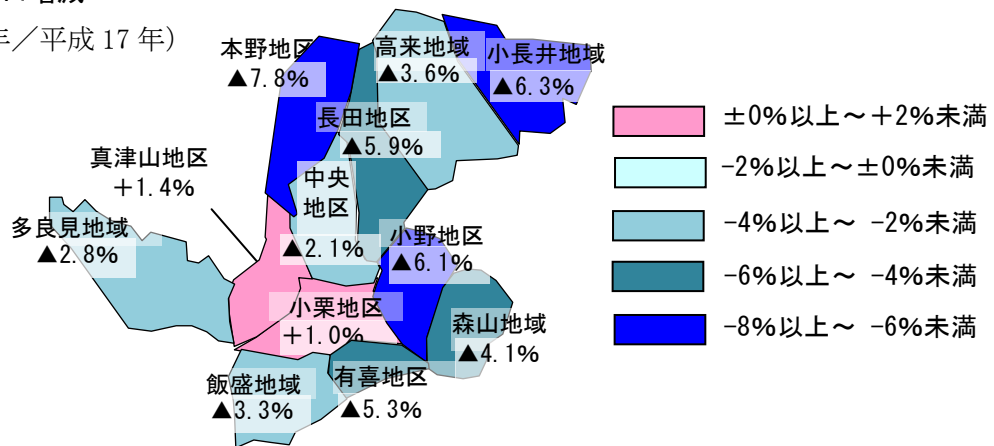 年／平成 17 年）
本野地区
▲7.8%
高来地域
▲3.6%
小長井地域
▲6.3%
長田地区
▲5.9%
真津山地区
＋1.4%
中央
地区
▲2.1%
多良見地域
▲2.8%
小野地区
▲6.1%
小栗地区
＋1.0%
森山地域
▲4.1%
飯盛地域
▲3.3%
有喜地区
▲5.3%
±0%以上～＋2%未満
-2%以上～±0%未満
-4%以上～ -2%未満
-6%以上～ -4%未満
-8%以上～ -6%未満